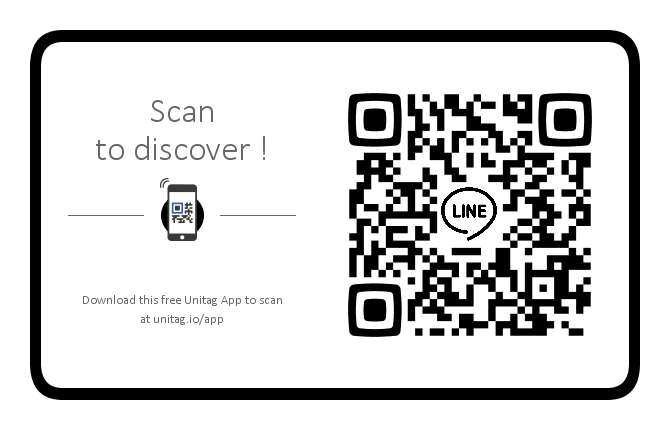 Scan
to discover !
Download this free Unitag App to scan
at unitag.io/app
LINE